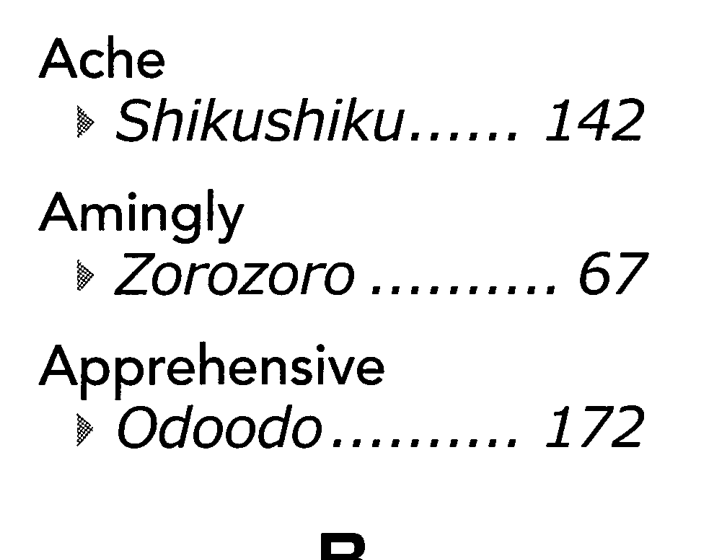 Ache
Shikushiku...... 142
Amingly
Zorozoro .......... 67
Apprehensive
Odoodo.......... 172
B